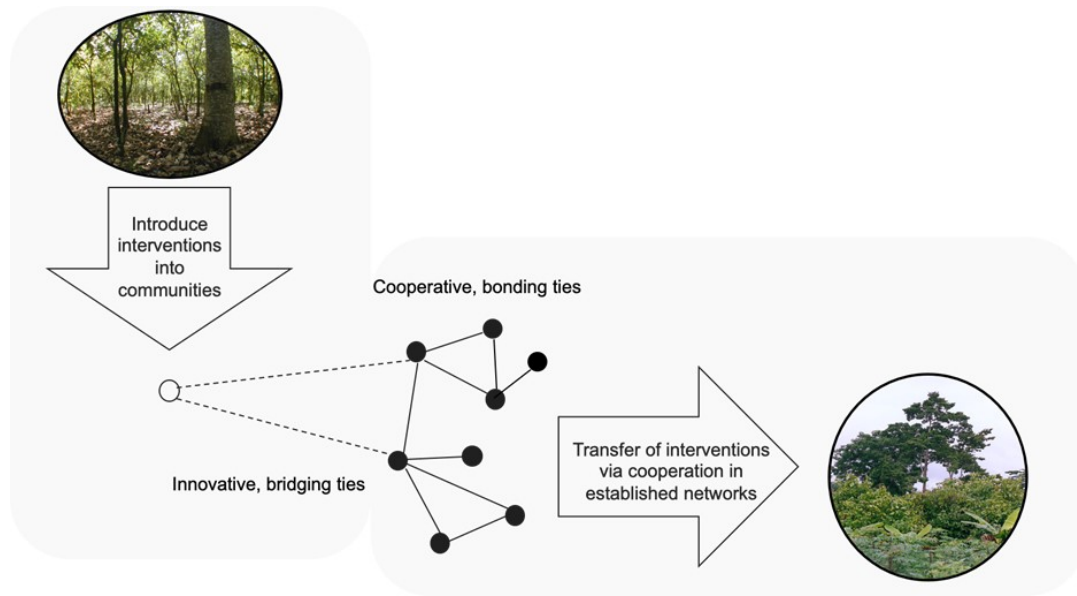 Introduce
interventions
into
communities
Cooperative, bonding ties
Innovative, bridging ties
Transfer of interventions
via cooperation in
established networks